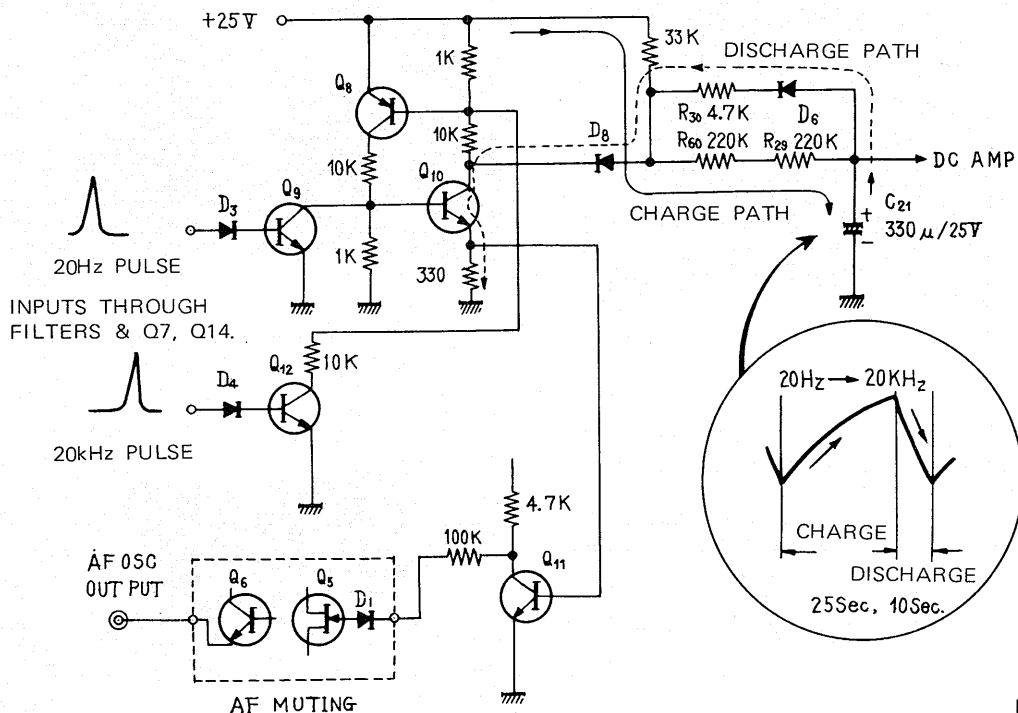 +25V
1K
33K
DISCHARGE PATH
Q8
R30 4.7K
D6
10K
D8
R60 220K
R29 220K
DC AMP
10K
Q10
Q9
D3
C21
+
330μ/25V
-
CHARGE PATH
1K
330
20Hz PULSE
INPUTS THROUGH
FILTERS & Q7, Q14.
Q12
10K
D4
20kHz PULSE
20Hz → 20KHz
CHARGE
DISCHARGE
25Sec, 10Sec.
4.7K
100K
Q11
AF OSC
OUTPUT
Q6
Q5
D1
AF MUTING